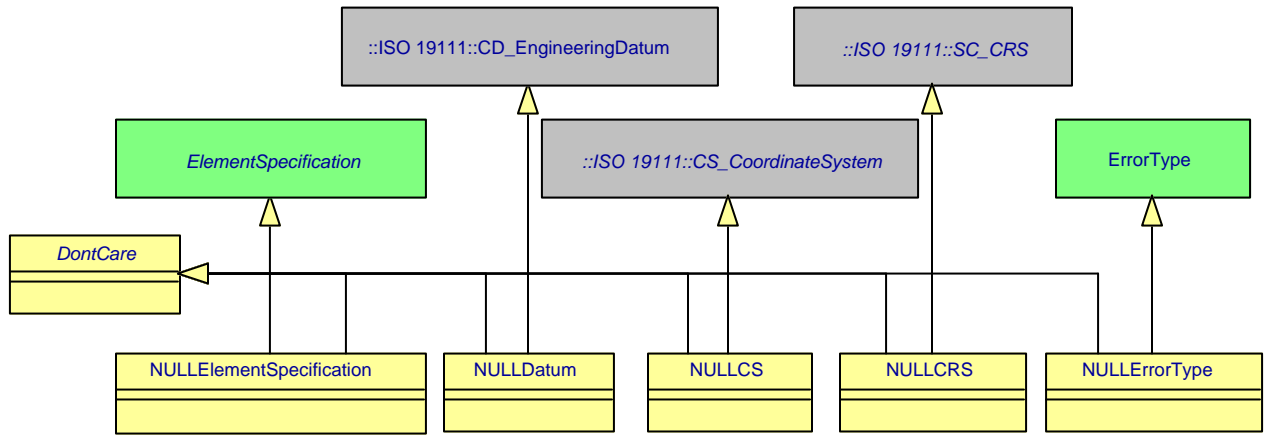 ::ISO 19111::CD_EngineeringDatum
::ISO 19111::SC_CRS
ElementSpecification
::ISO 19111::CS_CoordinateSystem
ErrorType
DontCare
NULLElementSpecification
NULLDatum
NULLCS
NULLCRS
NULLErrorType